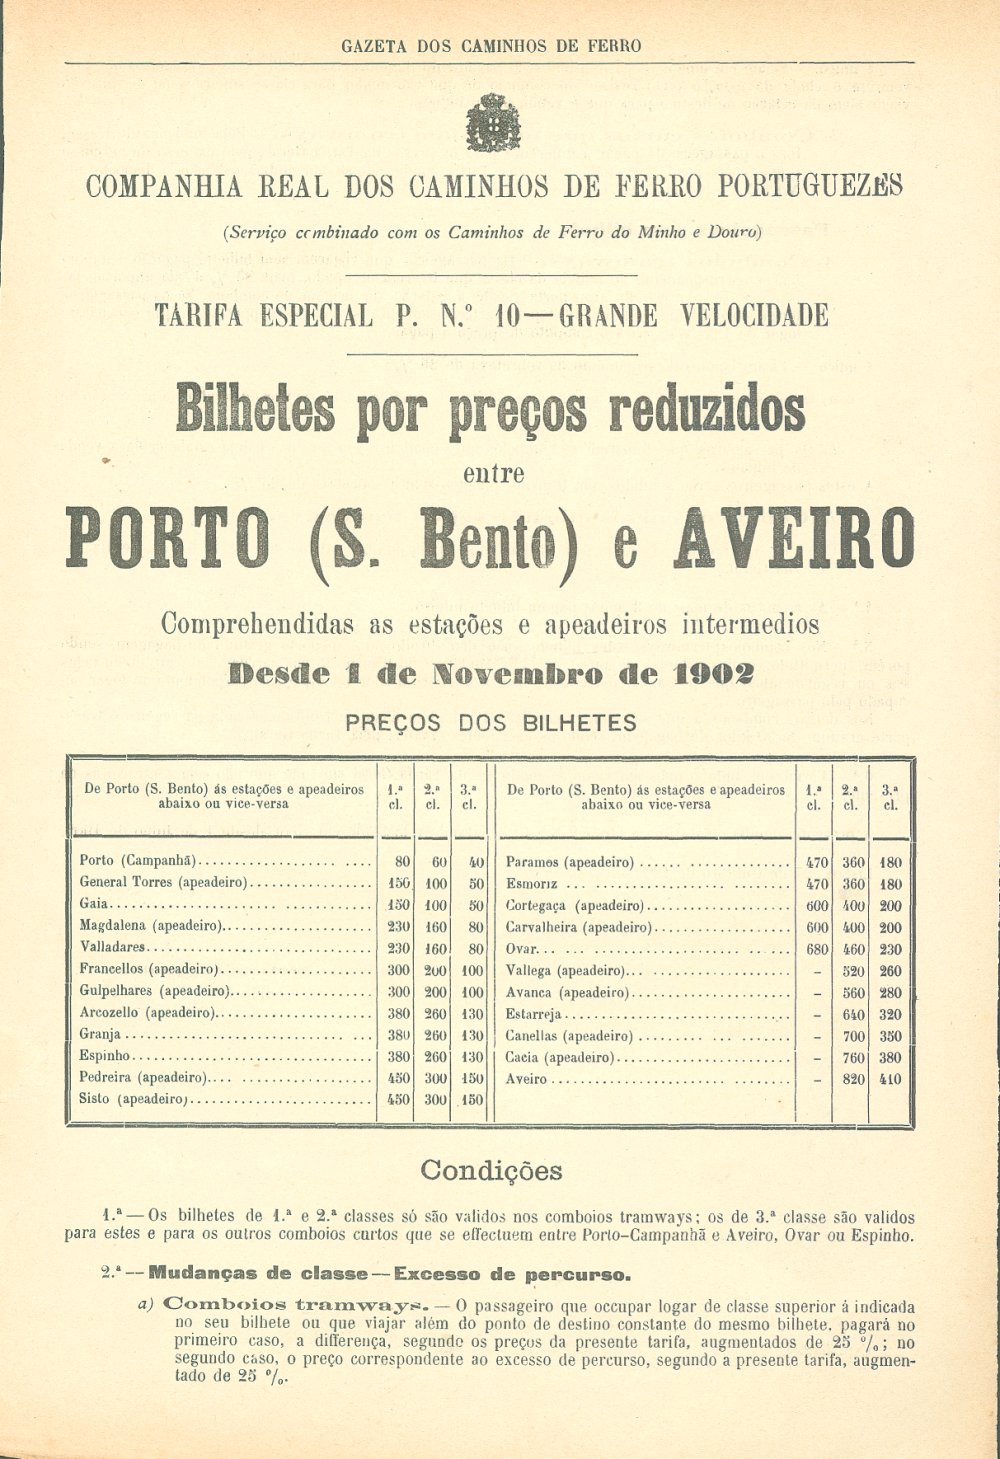 GAZETA DOS CAMINHOS DE FERRO
COMPANHIA REAL DOS CAMINHOS DE FERRO PORTUGUEZES
(Serviço combinado com os Caminhos de Ferro do Minho e Douro)
TARIFA ESPECIAL P. N.º 10—GRANDE VELOCIDADE
Bilhetes por preços reduzidos
entre
PORTO (S. Bento) e AVEIRO
Comprehendidas as estações e apeadeiros intermedios
Desde 1 de Novembro de 1902
PREÇOS DOS BILHETES
De Porto (S. Bento) ás estações e apeadeiros abaixo ou vice-versa 1.ª cl. 2.ª cl. 3.ª cl.
Porto (Campanhã) 80 60 40
General Torres (apeadeiro) 150 100 50
Gaia 150 100 50
Magdalena (apeadeiro) 230 160 80
Valladares 230 160 80
Francellos (apeadeiro) 300 200 100
Gulpelhares (apeadeiro) 300 200 100
Arcozello (apeadeiro) 380 260 130
Granja 380 260 130
Espinho 380 260 130
Pedreira (apeadeiro) 450 300 150
Sisto (apeadeiro) 450 300 150
De Porto (S. Bento) ás estações e apeadeiros abaixo ou vice-versa 1.ª cl. 2.ª cl. 3.ª cl.
Paramos (apeadeiro) 470 360 180
Esmoriz 470 360 180
Cortegaça (apeadeiro) 600 400 200
Carvalheira (apeadeiro) 600 400 200
Ovar 680 460 230
Vallega (apeadeiro) – 520 260
Avanca (apeadeiro) – 560 280
Estarreja – 640 320
Canellas (apeadeiro) – 700 350
Cacia (apeadeiro) – 760 380
Aveiro – 820 410
Condições
1.ª — Os bilhetes de 1.ª e 2.ª classes só são validos nos comboios tramways; os de 3.ª classe são validos
para estes e para os outros comboios curtos que se effectuem entre Porto-Campanhã e Aveiro, Ovar ou Espinho.
2.ª — Mudanças de classe — Excesso de percurso.
a) Comboios tramways. — O passageiro que occupar logar de classe superior á indicada
no seu bilhete ou que viajar além do ponto de destino constante do mesmo bilhete. pagará no
primeiro caso, a differença, segundo os preços da presente tarifa, augmentados de 25 %; no
segundo caso, o preço correspondente ao excesso de percurso, segundo a presente tarifa, augmen-
tado de 25 %.